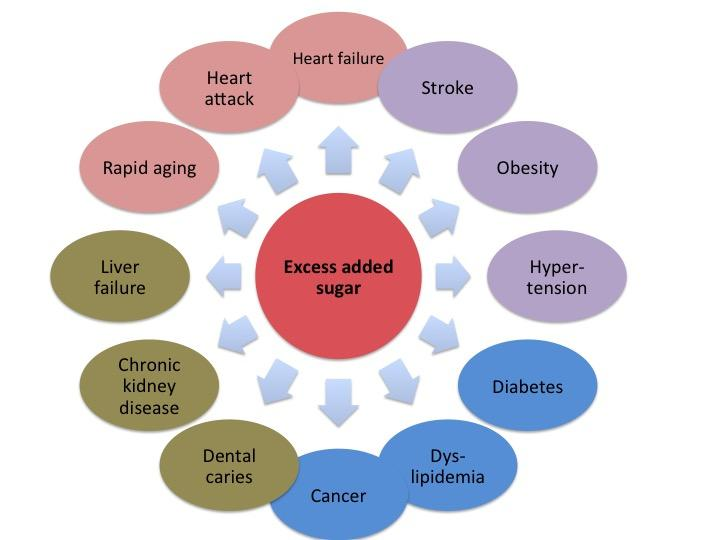 Heart failure
Stroke
Obesity
Hyper-
tension
Diabetes
Dys-
lipidemia
Cancer
Dental
caries
Chronic
kidney
disease
Liver
failure
Rapid aging
Heart
attack
Excess added
sugar